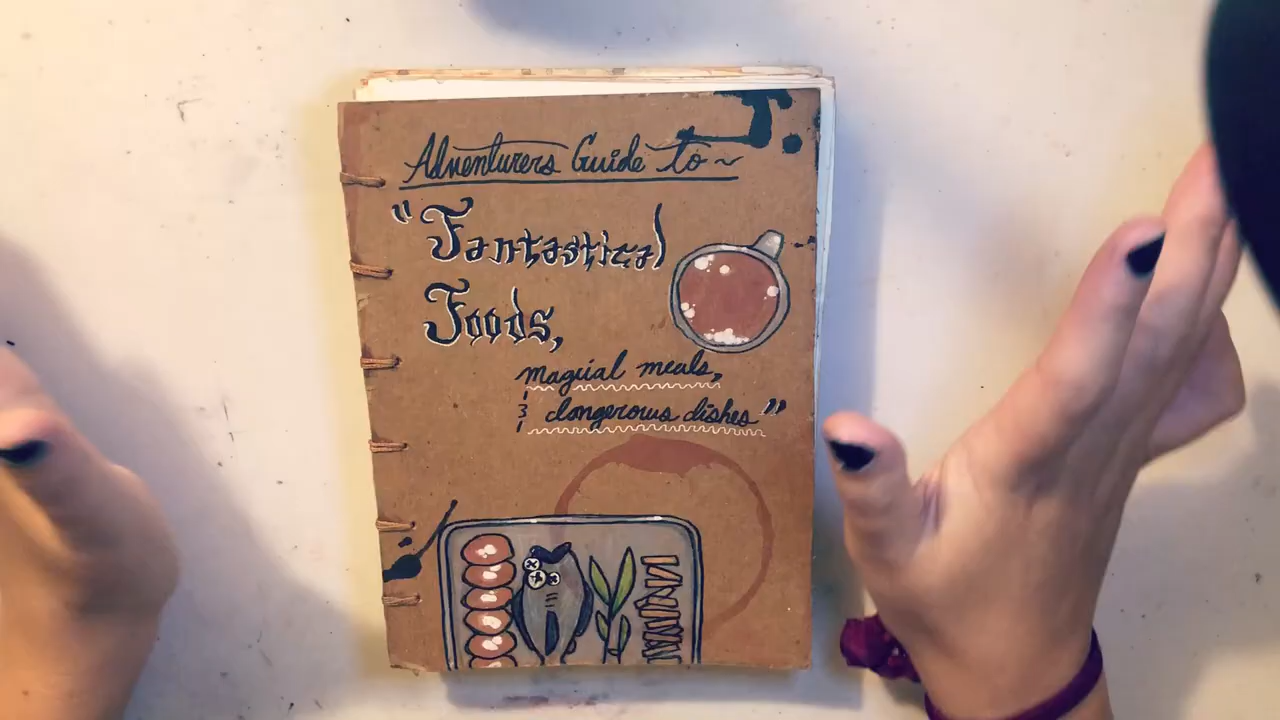 Adventurers Guide to ~
"Fantastical
Foods,
magical meals,
& dangerous dishes"